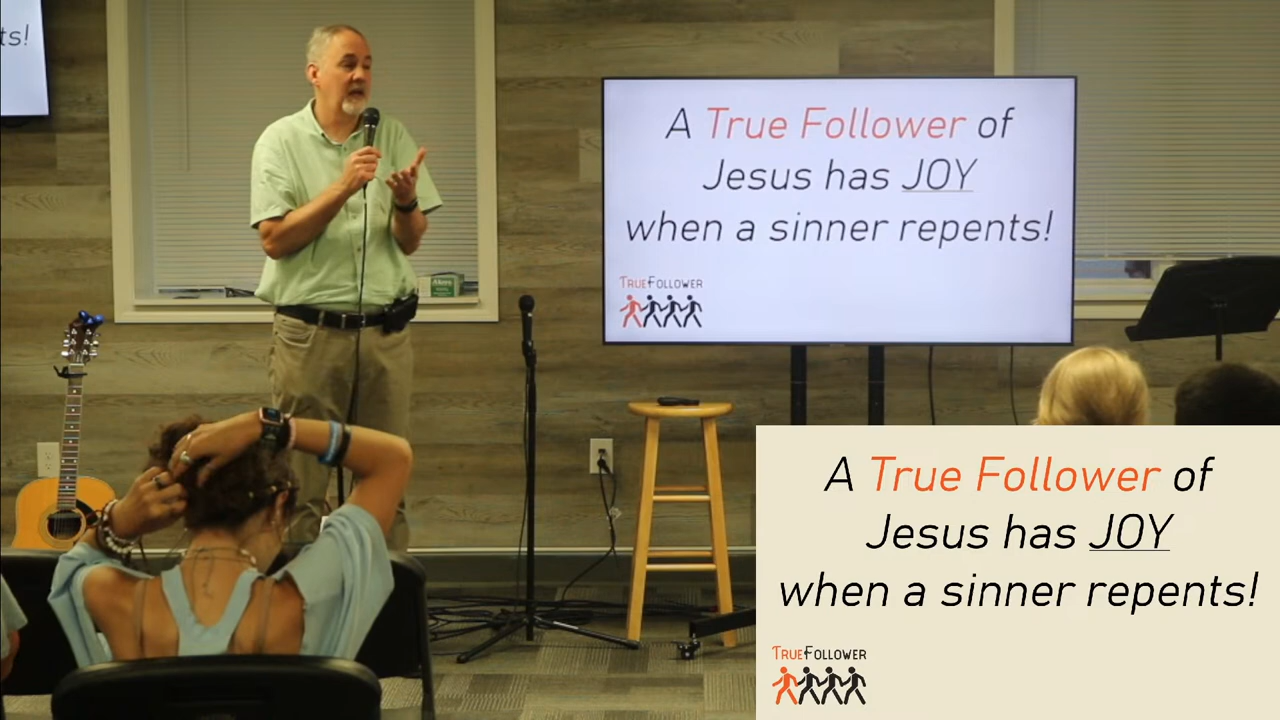 ts!
A True Follower of
Jesus has JOY
when a sinner repents!
TRUEFOLLOWER
A True Follower of
Jesus has JOY
when a sinner repents!
TRUEFOLLOWER